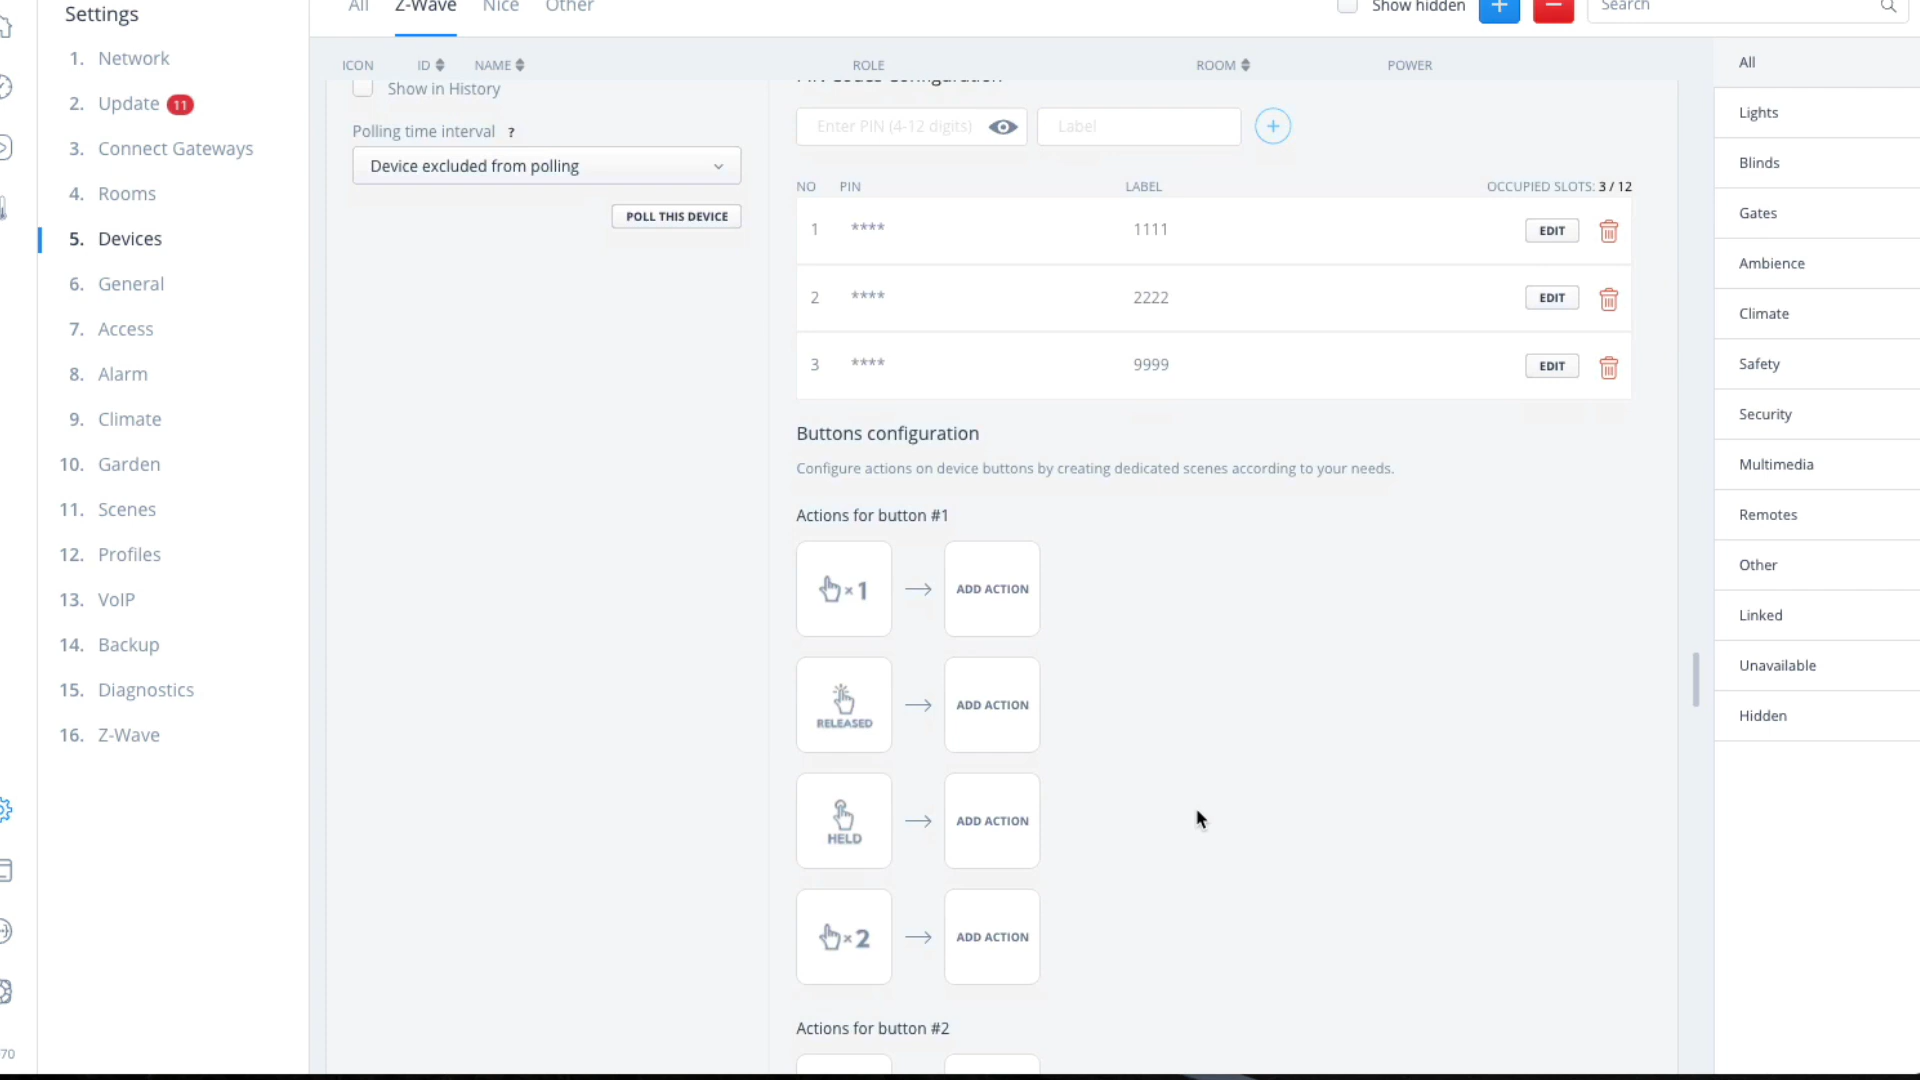 Settings
1. Network
2. Update 11
3. Connect Gateways
4. Rooms
5. Devices
6. General
7. Access
8. Alarm
9. Climate
10. Garden
11. Scenes
12. Profiles
13. VoIP
14. Backup
15. Diagnostics
16. Z-Wave
70
All Z-Wave Nice Other
Show hidden
Search
ICON ID NAME ROLE ROOM POWER
Show in History
Polling time interval ?
Device excluded from polling
POLL THIS DEVICE
PIN Codes Configuration
Enter PIN (4-12 digits) Label
NO PIN LABEL OCCUPIED SLOTS: 3 / 12
1 **** 1111 EDIT
2 **** 2222 EDIT
3 **** 9999 EDIT
Buttons configuration
Configure actions on device buttons by creating dedicated scenes according to your needs.
Actions for button #1
× 1 ADD ACTION
RELEASED ADD ACTION
HELD ADD ACTION
× 2 ADD ACTION
Actions for button #2
All
Lights
Blinds
Gates
Ambience
Climate
Safety
Security
Multimedia
Remotes
Other
Linked
Unavailable
Hidden